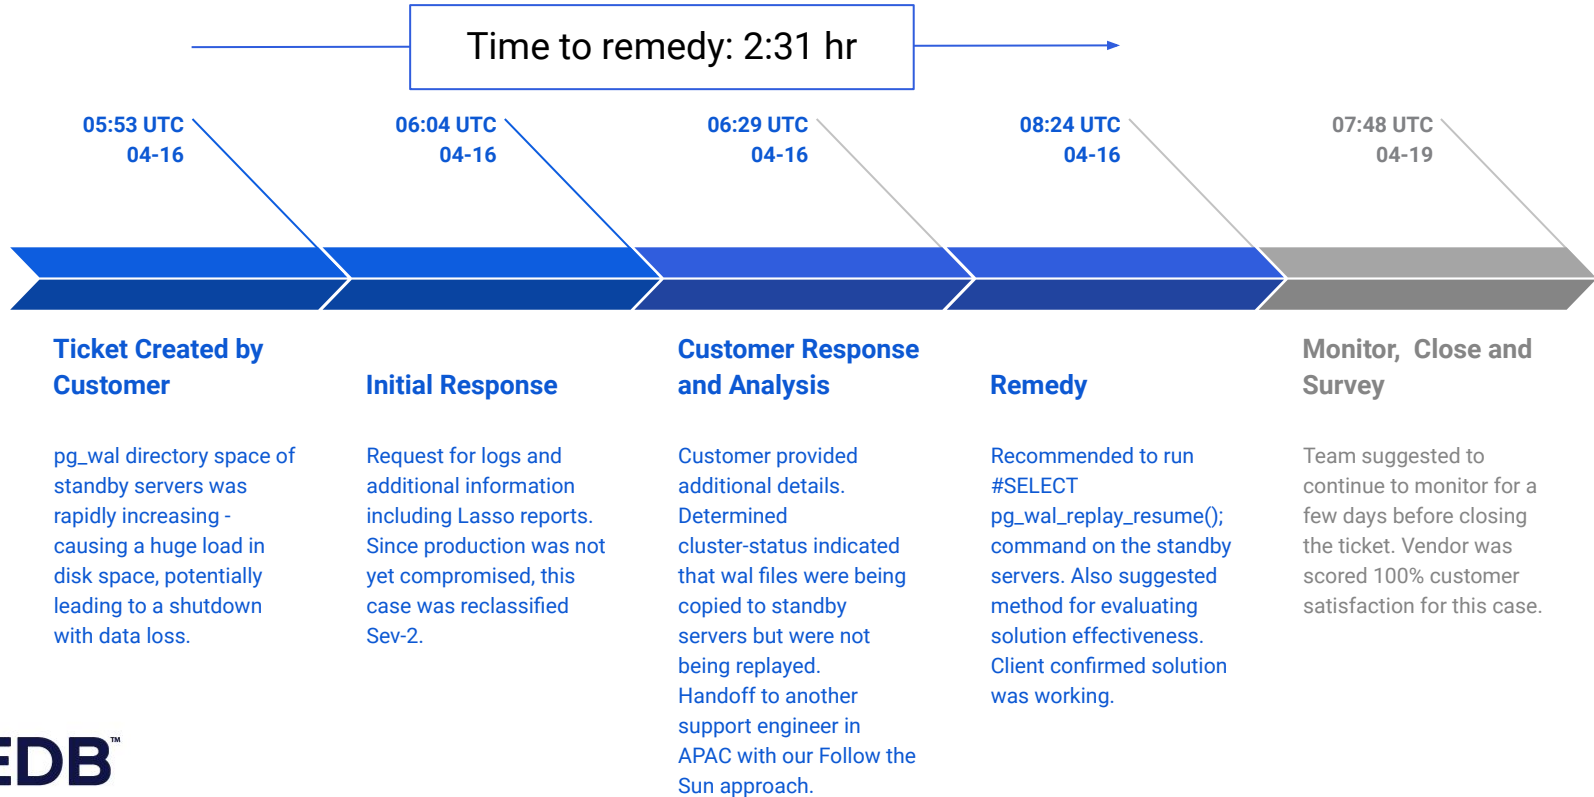 Time to remedy: 2:31 hr
05:53 UTC
04-16
06:04 UTC
04-16
06:29 UTC
04-16
08:24 UTC
04-16
07:48 UTC
04-19
Ticket Created by
Customer
pg_wal directory space of
standby servers was
rapidly increasing -
causing a huge load in
disk space, potentially
leading to a shutdown
with data loss.
Initial Response
Request for logs and
additional information
including Lasso reports.
Since production was not
yet compromised, this
case was reclassified
Sev-2.
Customer Response
and Analysis
Customer provided
additional details.
Determined
cluster-status indicated
that wal files were being
copied to standby
servers but were not
being replayed.
Handoff to another
support engineer in
APAC with our Follow the
Sun approach.
Remedy
Recommended to run
#SELECT
pg_wal_replay_resume();
command on the standby
servers. Also suggested
method for evaluating
solution effectiveness.
Client confirmed solution
was working.
Monitor,  Close and
Survey
Team suggested to
continue to monitor for a
few days before closing
the ticket. Vendor was
scored 100% customer
satisfaction for this case.
EDB™